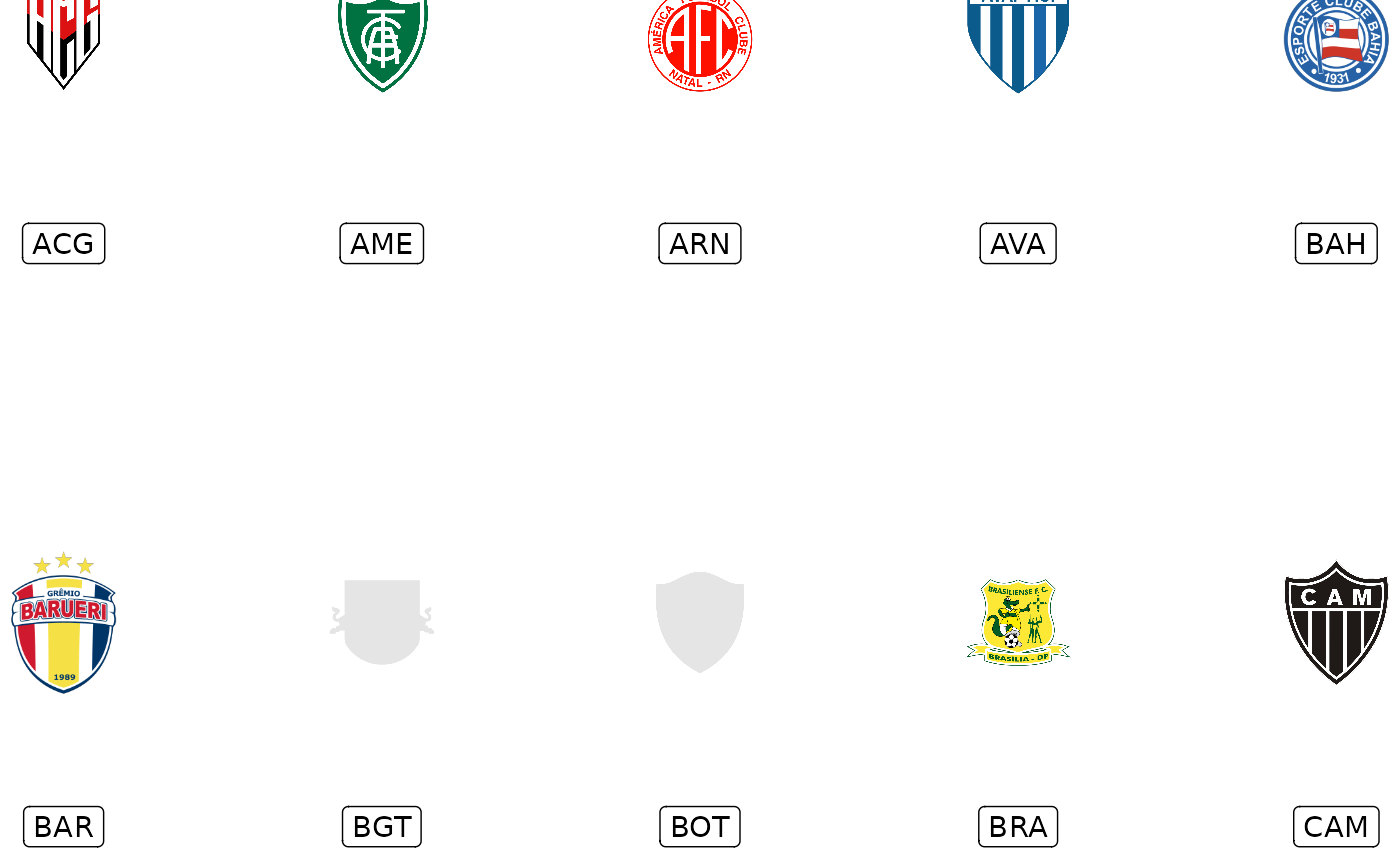 AMÉRICA FUTEBOL CLUBE
AFC
NATAL - RN
ESPORTE CLUBE BAHIA
1931
ACG
AME
ARN
AVA
BAH
GRÊMIO
BARUERI
1989
BRASILIENSE F. C.
BRASILIA - DF
CAM
BAR
BGT
BOT
BRA
CAM